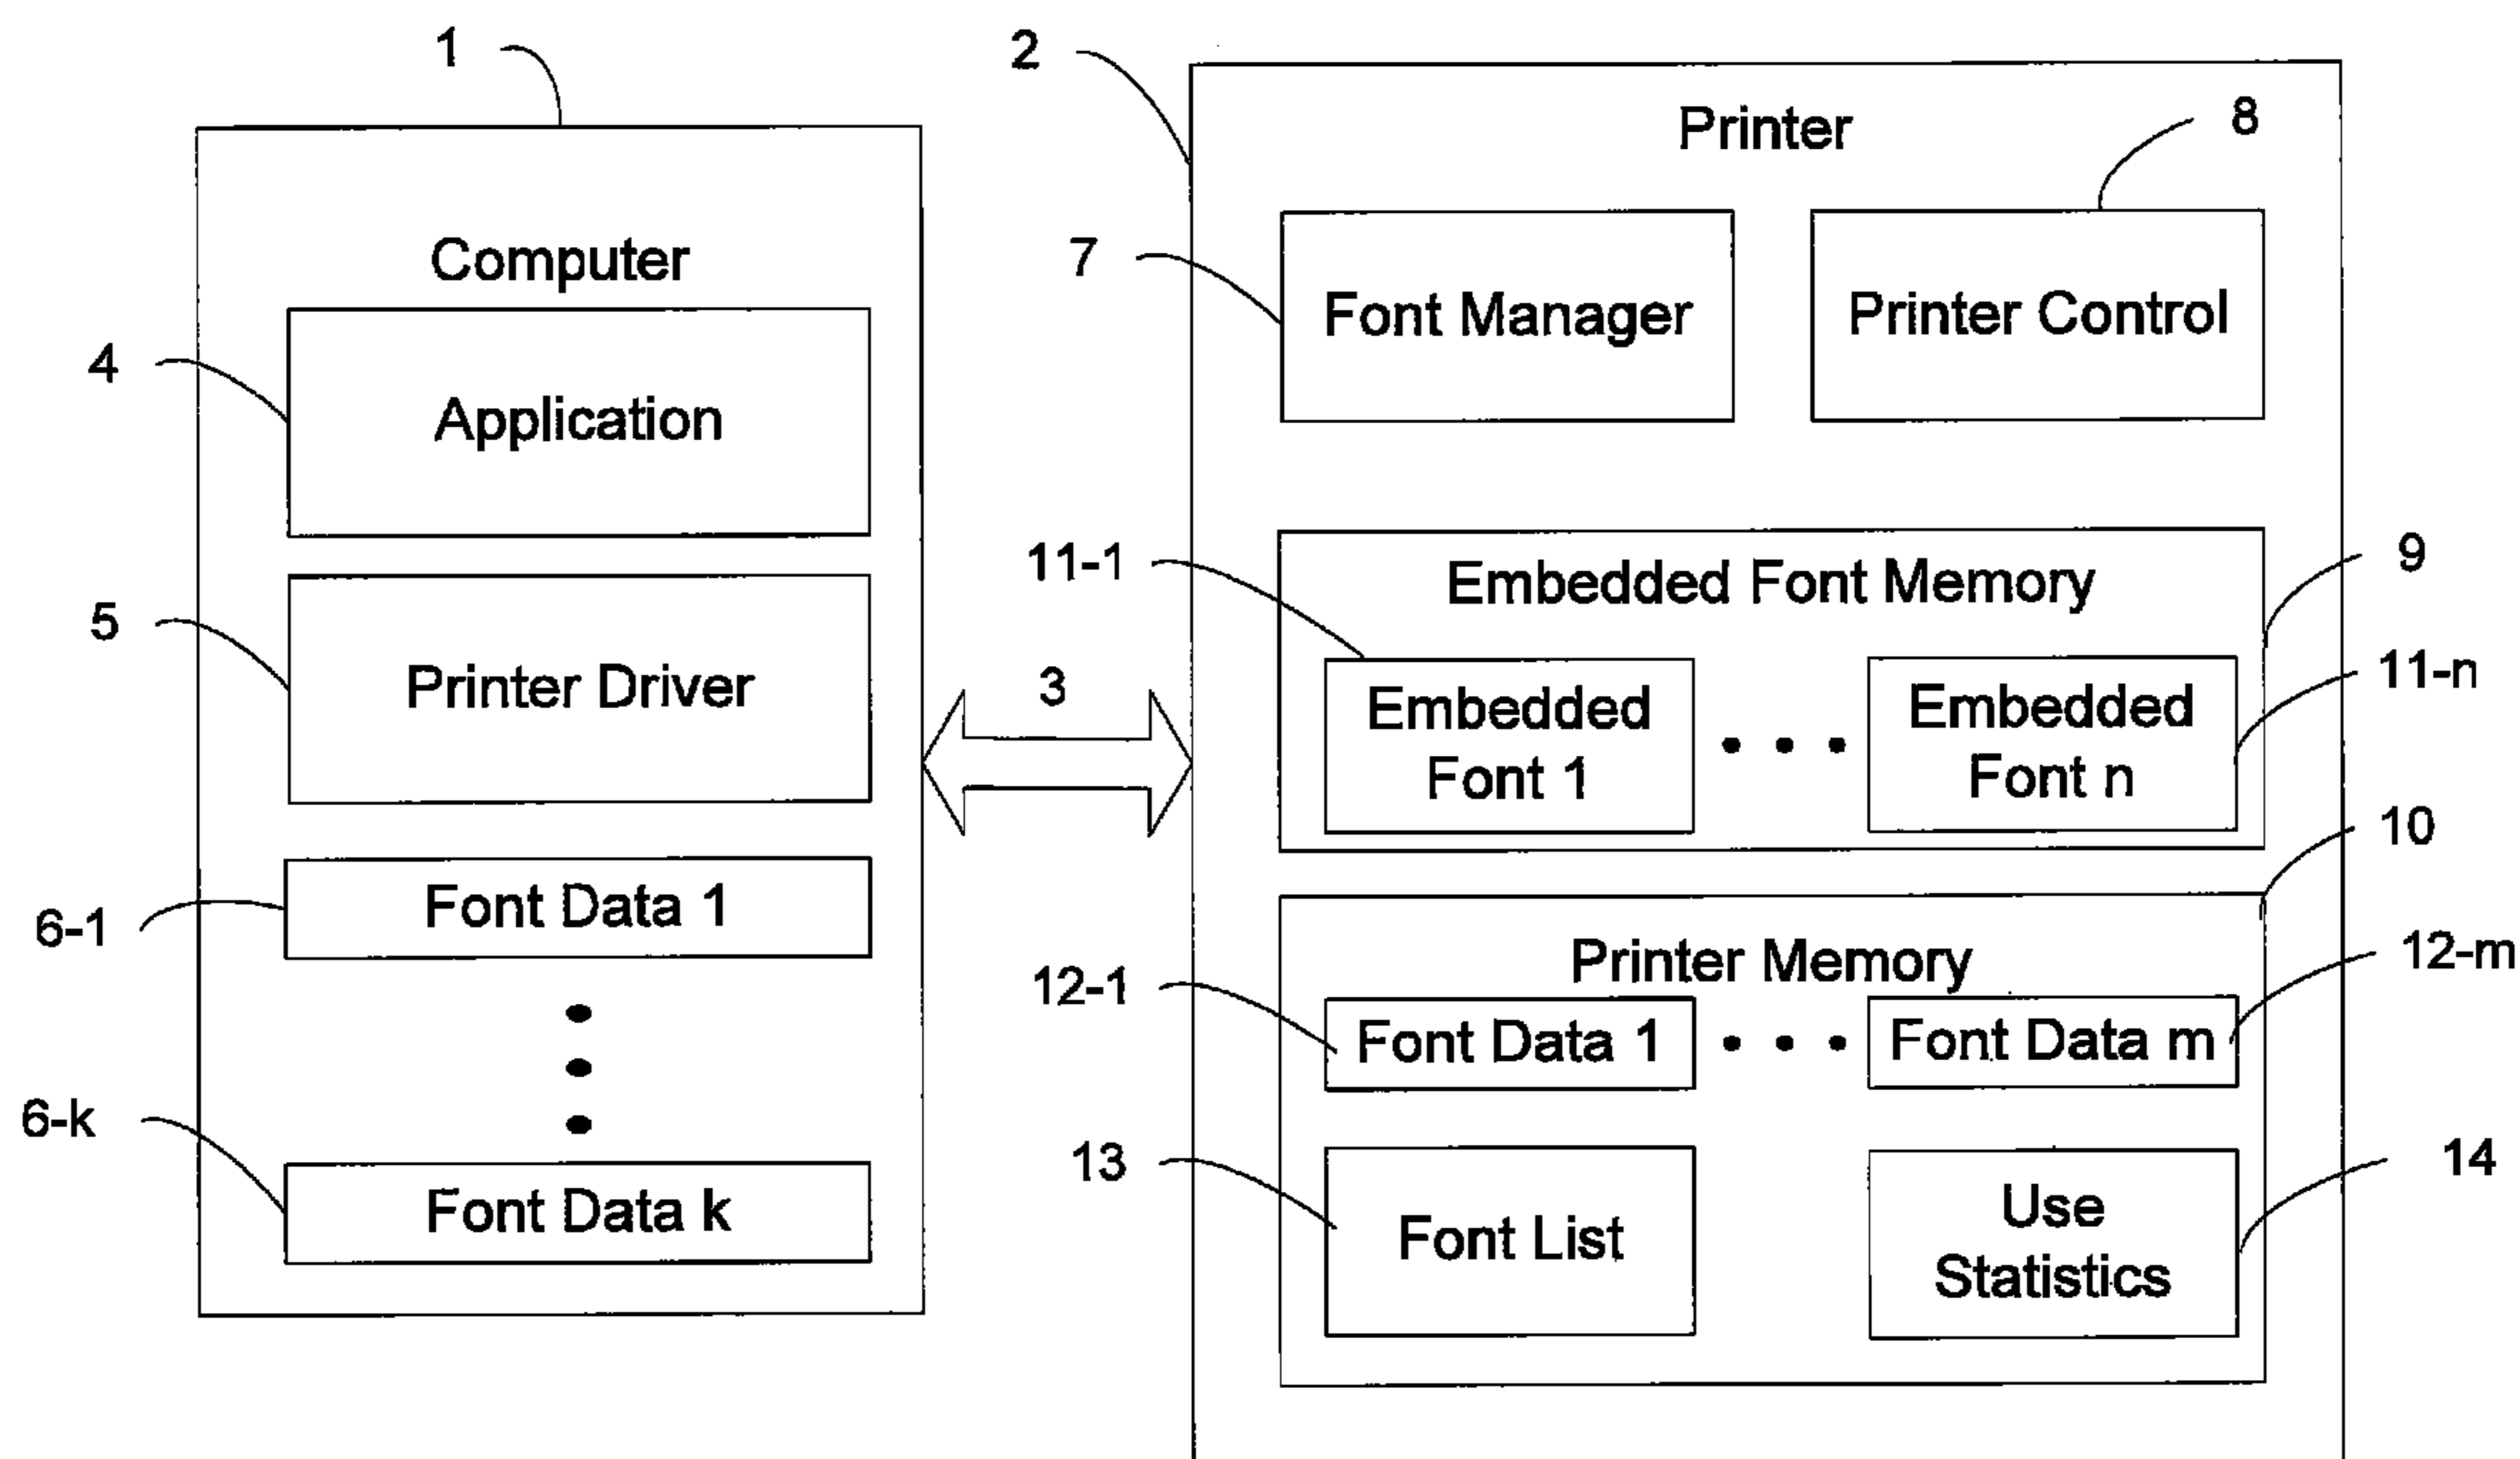 1
Computer
4
Application
5
Printer Driver
6-1
Font Data 1
6-k
Font Data k
3
2
Printer
7
Font Manager
8
Printer Control
9
Embedded Font Memory
11-1
Embedded
Font 1
11-n
Embedded
Font n
10
Printer Memory
12-1
Font Data 1
12-m
Font Data m
13
Font List
14
Use
Statistics